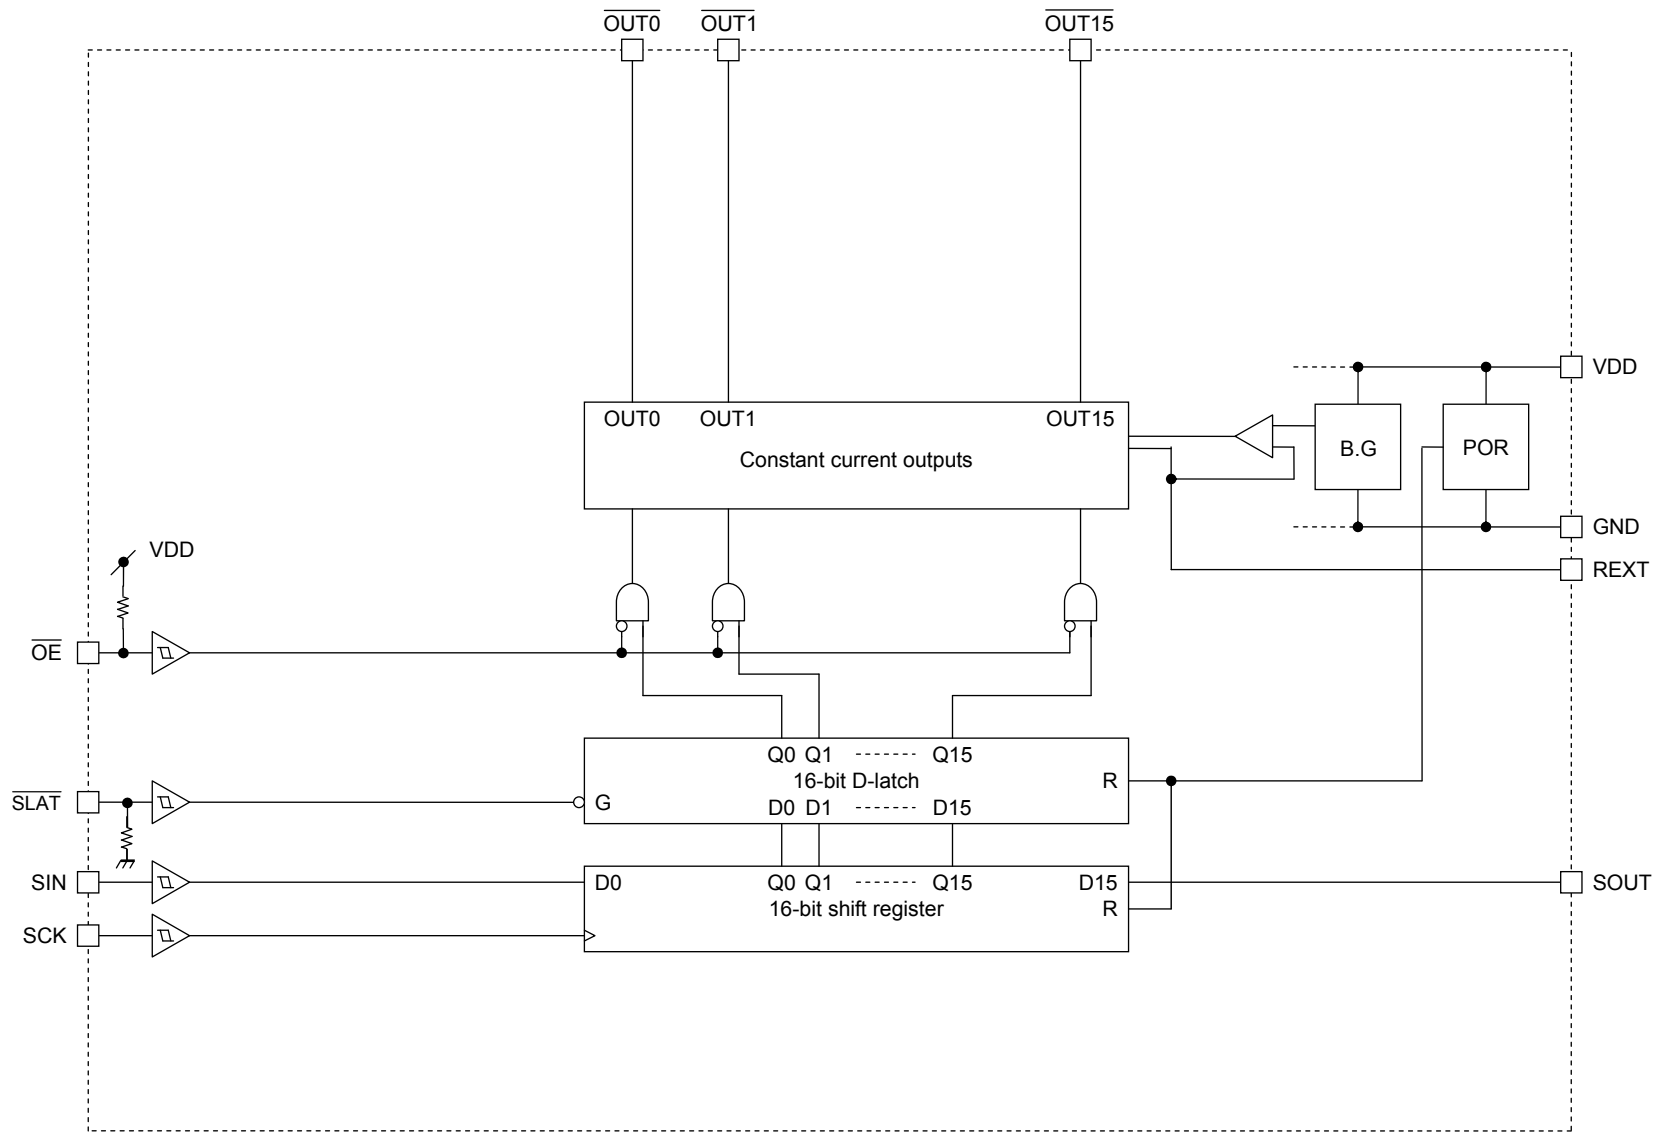 OUT0 OUT1 OUT15
VDD
OUT0 OUT1 OUT15
Constant current outputs
B.G
POR
GND
VDD
REXT
OE
Q0 Q1 Q15
16-bit D-latch
R
SLAT
G
D0 D1 D15
SIN
D0
Q0 Q1 Q15
D15
SOUT
16-bit shift register
R
SCK